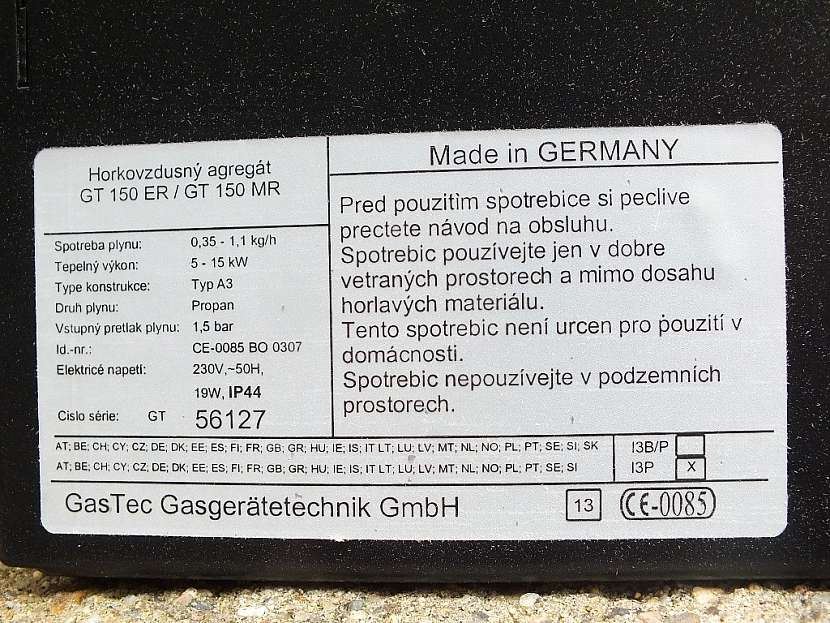 Horkovzdusný agregát
GT 150 ER / GT 150 MR
Spotreba plynu: 0,35 - 1,1 kg/h
Tepelný výkon: 5 - 15 kW
Type konstrukce: Typ A3
Druh plynu: Propan
Vstupný pretlak plynu: 1,5 bar
Id.-nr.: CE-0085 BO 0307
Elektricé napeti: 230V,~50H,
19W, IP44
Cislo série: GT 56127
Made in GERMANY
Pred pouzitìm spotrebice si peclive
prectete návod na obsluhu.
Spotrebic pouzívejte jen v dobre
vetraných prostorech a mimo dosahu
horlavých materiálu.
Tento spotrebic není urcen pro pouzití v
domácnosti.
Spotrebic nepouzívejte v podzemních
prostorech.
AT; BE; CH; CY; CZ; DE; DK; EE; ES; FI; FR; GB; GR; HU; IE; IS; IT LT; LU; LV; MT; NL; NO; PL; PT; SE; SI; SK I3B/P
AT; BE; CH; CY; CZ; DE; DK; EE; ES; FI; FR; GB; GR; HU; IE; IS; IT LT; LU; LV; MT; NL; NO; PL; PT; SE; SI I3P X
GasTec Gasgerätetechnik GmbH 13 CE-0085